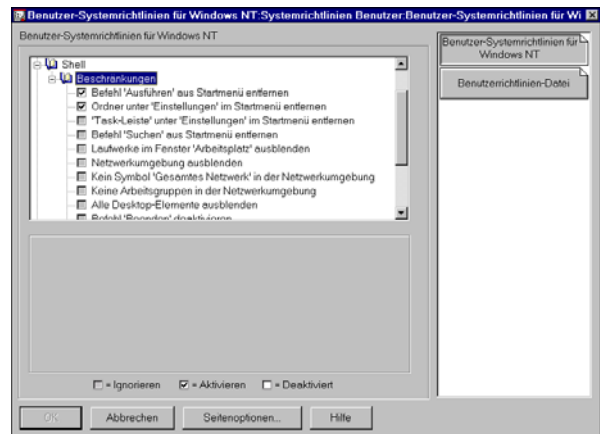 Benutzer-Systemrichtlinien für Windows NT:Systemrichtlinien Benutzer:Benutzer-Systemrichtlinien für Wi
Benutzer-Systemrichtlinien für Windows NT
Shell
Beschränkungen
Befehl 'Ausführen' aus Startmenü entfernen
Ordner unter 'Einstellungen' im Startmenü entfernen
'Task-Leiste' unter 'Einstellungen' im Startmenü entfernen
Befehl 'Suchen' aus Startmenü entfernen
Laufwerke im Fenster 'Arbeitsplatz' ausblenden
Netzwerkumgebung ausblenden
Kein Symbol 'Gesamtes Netzwerk' in der Netzwerkumgebung
Keine Arbeitsgruppen in der Netzwerkumgebung
Alle Desktop-Elemente ausblenden
Befehl 'Beenden' deaktivieren
= Ignorieren = Aktivieren = Deaktiviert
OK Abbrechen Seitenoptionen... Hilfe
Benutzer-Systemrichtlinien für
Windows NT
Benutzerrichtlinien-Datei